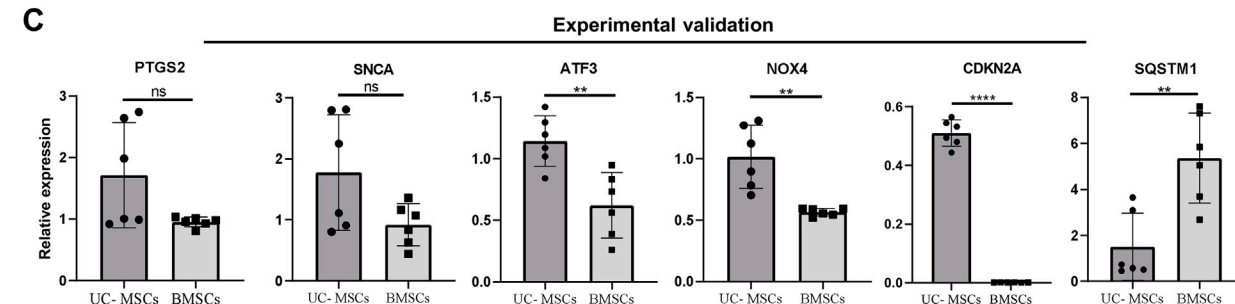 C
Experimental validation
PTGS2
SNCA
ATF3
NOX4
CDKN2A
SQSTM1
Relative expression
3
2
1
0
ns
UC- MSCs BMSCs
3
2
1
0
ns
UC- MSCs BMSCs
1.5
1.0
0.5
0.0
**
UC- MSCs BMSCs
1.5
1.0
0.5
0.0
**
UC- MSCs BMSCs
0.6
0.4
0.2
0.0
****
UC- MSCs BMSCs
8
6
4
2
0
**
UC- MSCs BMSCs